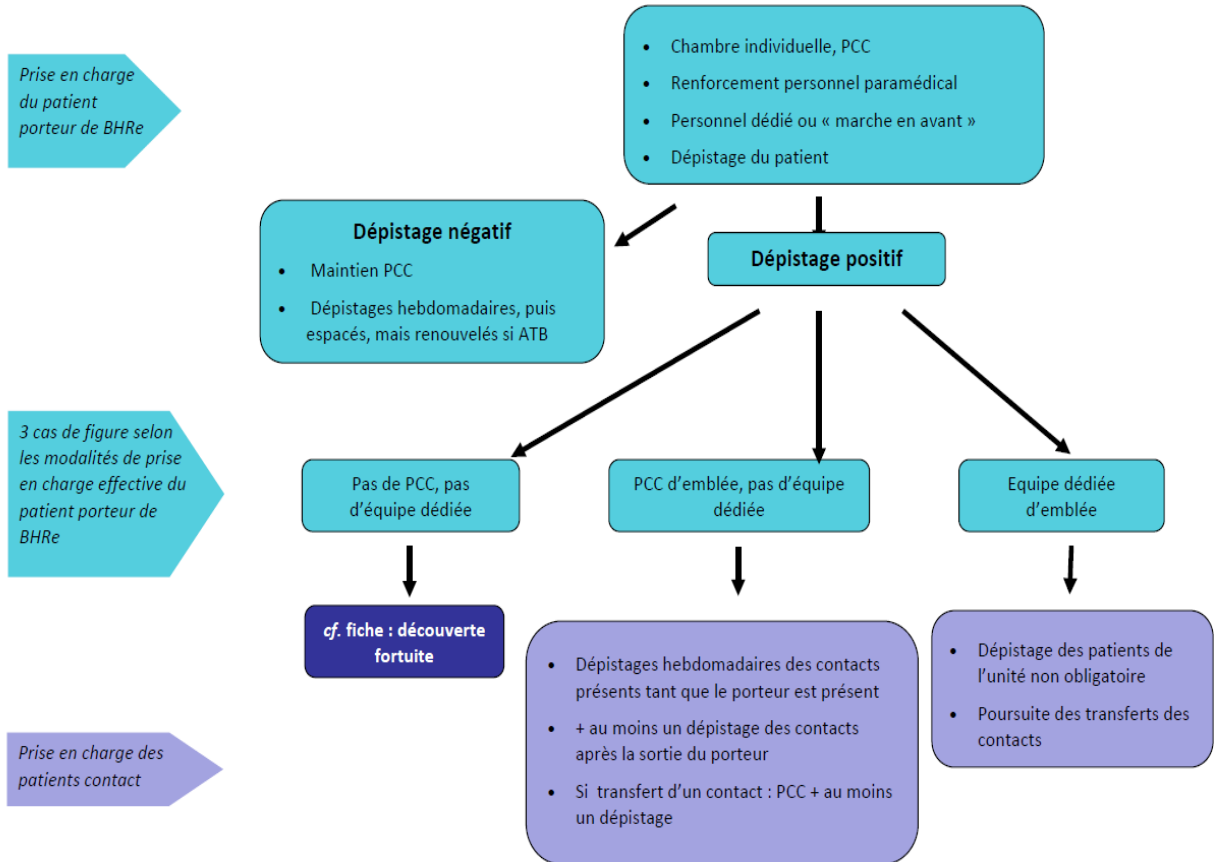 Prise en charge
du patient
porteur de BHRe
• Chambre individuelle, PCC
• Renforcement personnel paramédical
• Personnel dédié ou « marche en avant »
• Dépistage du patient
Dépistage négatif
• Maintien PCC
• Dépistages hebdomadaires, puis
espacés, mais renouvelés si ATB
Dépistage positif
3 cas de figure selon
les modalités de prise
en charge effective du
patient porteur de
BHRe
Pas de PCC, pas
d’équipe dédiée
PCC d’emblée, pas d’équipe
dédiée
Equipe dédiée
d’emblée
cf. fiche : découverte
fortuite
• Dépistages hebdomadaires des contacts
présents tant que le porteur est présent
• + au moins un dépistage des contacts
après la sortie du porteur
• Si transfert d’un contact : PCC + au moins
un dépistage
• Dépistage des patients de
l’unité non obligatoire
• Poursuite des transferts des
contacts
Prise en charge des
patients contact